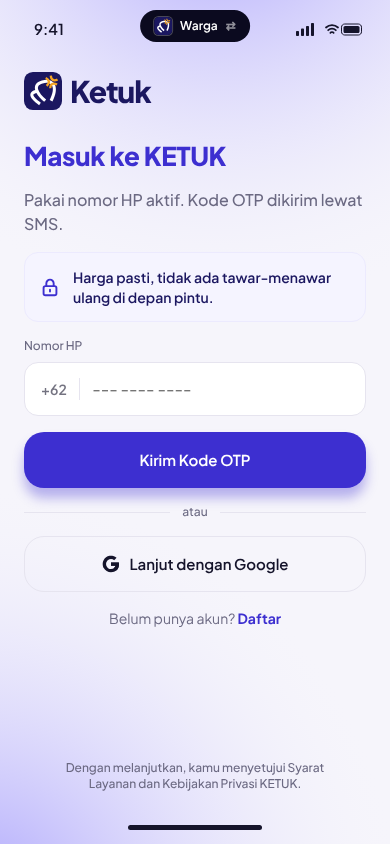 9:41
Warga
Ketuk
Masuk ke KETUK
Pakai nomor HP aktif. Kode OTP dikirim lewat
SMS.
Harga pasti, tidak ada tawar-menawar
ulang di depan pintu.
Nomor HP
+62 --- ---- ----
Kirim Kode OTP
atau
G Lanjut dengan Google
Belum punya akun? Daftar
Dengan melanjutkan, kamu menyetujui Syarat
Layanan dan Kebijakan Privasi KETUK.